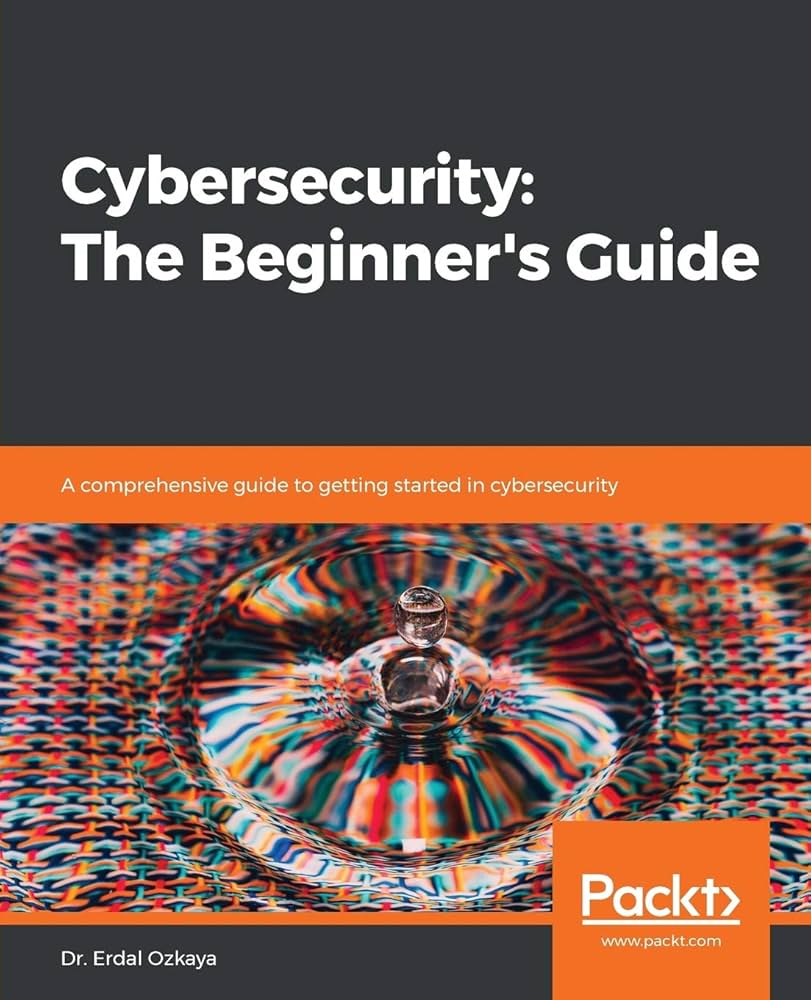 Cybersecurity:
The Beginner's Guide
A comprehensive guide to getting started in cybersecurity
Packt>
www.packt.com
Dr. Erdal Ozkaya